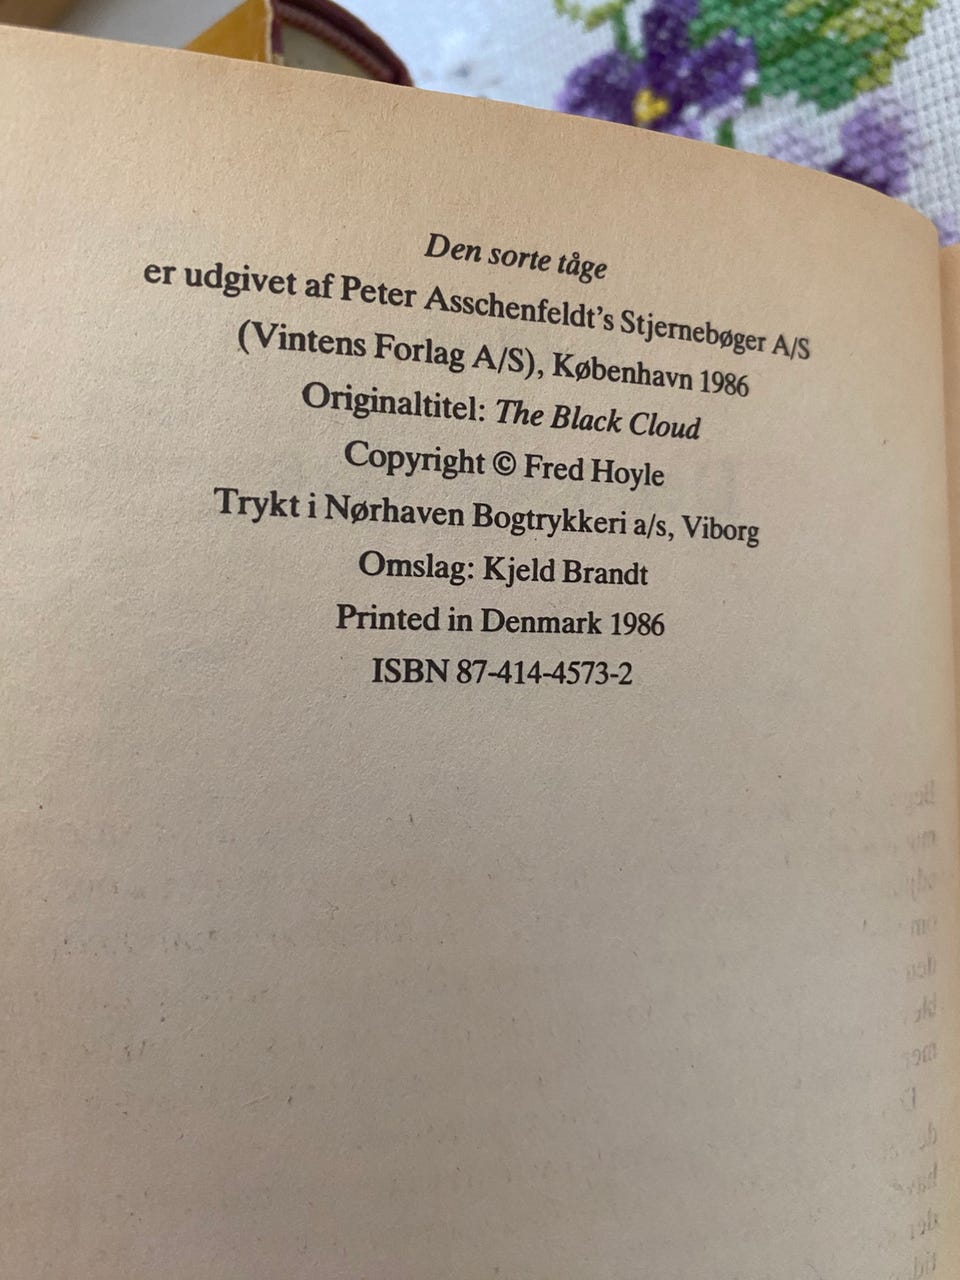 Den sorte tåge
er udgivet af Peter Asschenfeldt's Stjernebøger A/S
(Vintens Forlag A/S), København 1986
Originaltitel: The Black Cloud
Copyright © Fred Hoyle
Trykt i Nørhaven Bogtrykkeri a/s, Viborg
Omslag: Kjeld Brandt
Printed in Denmark 1986
ISBN 87-414-4573-2